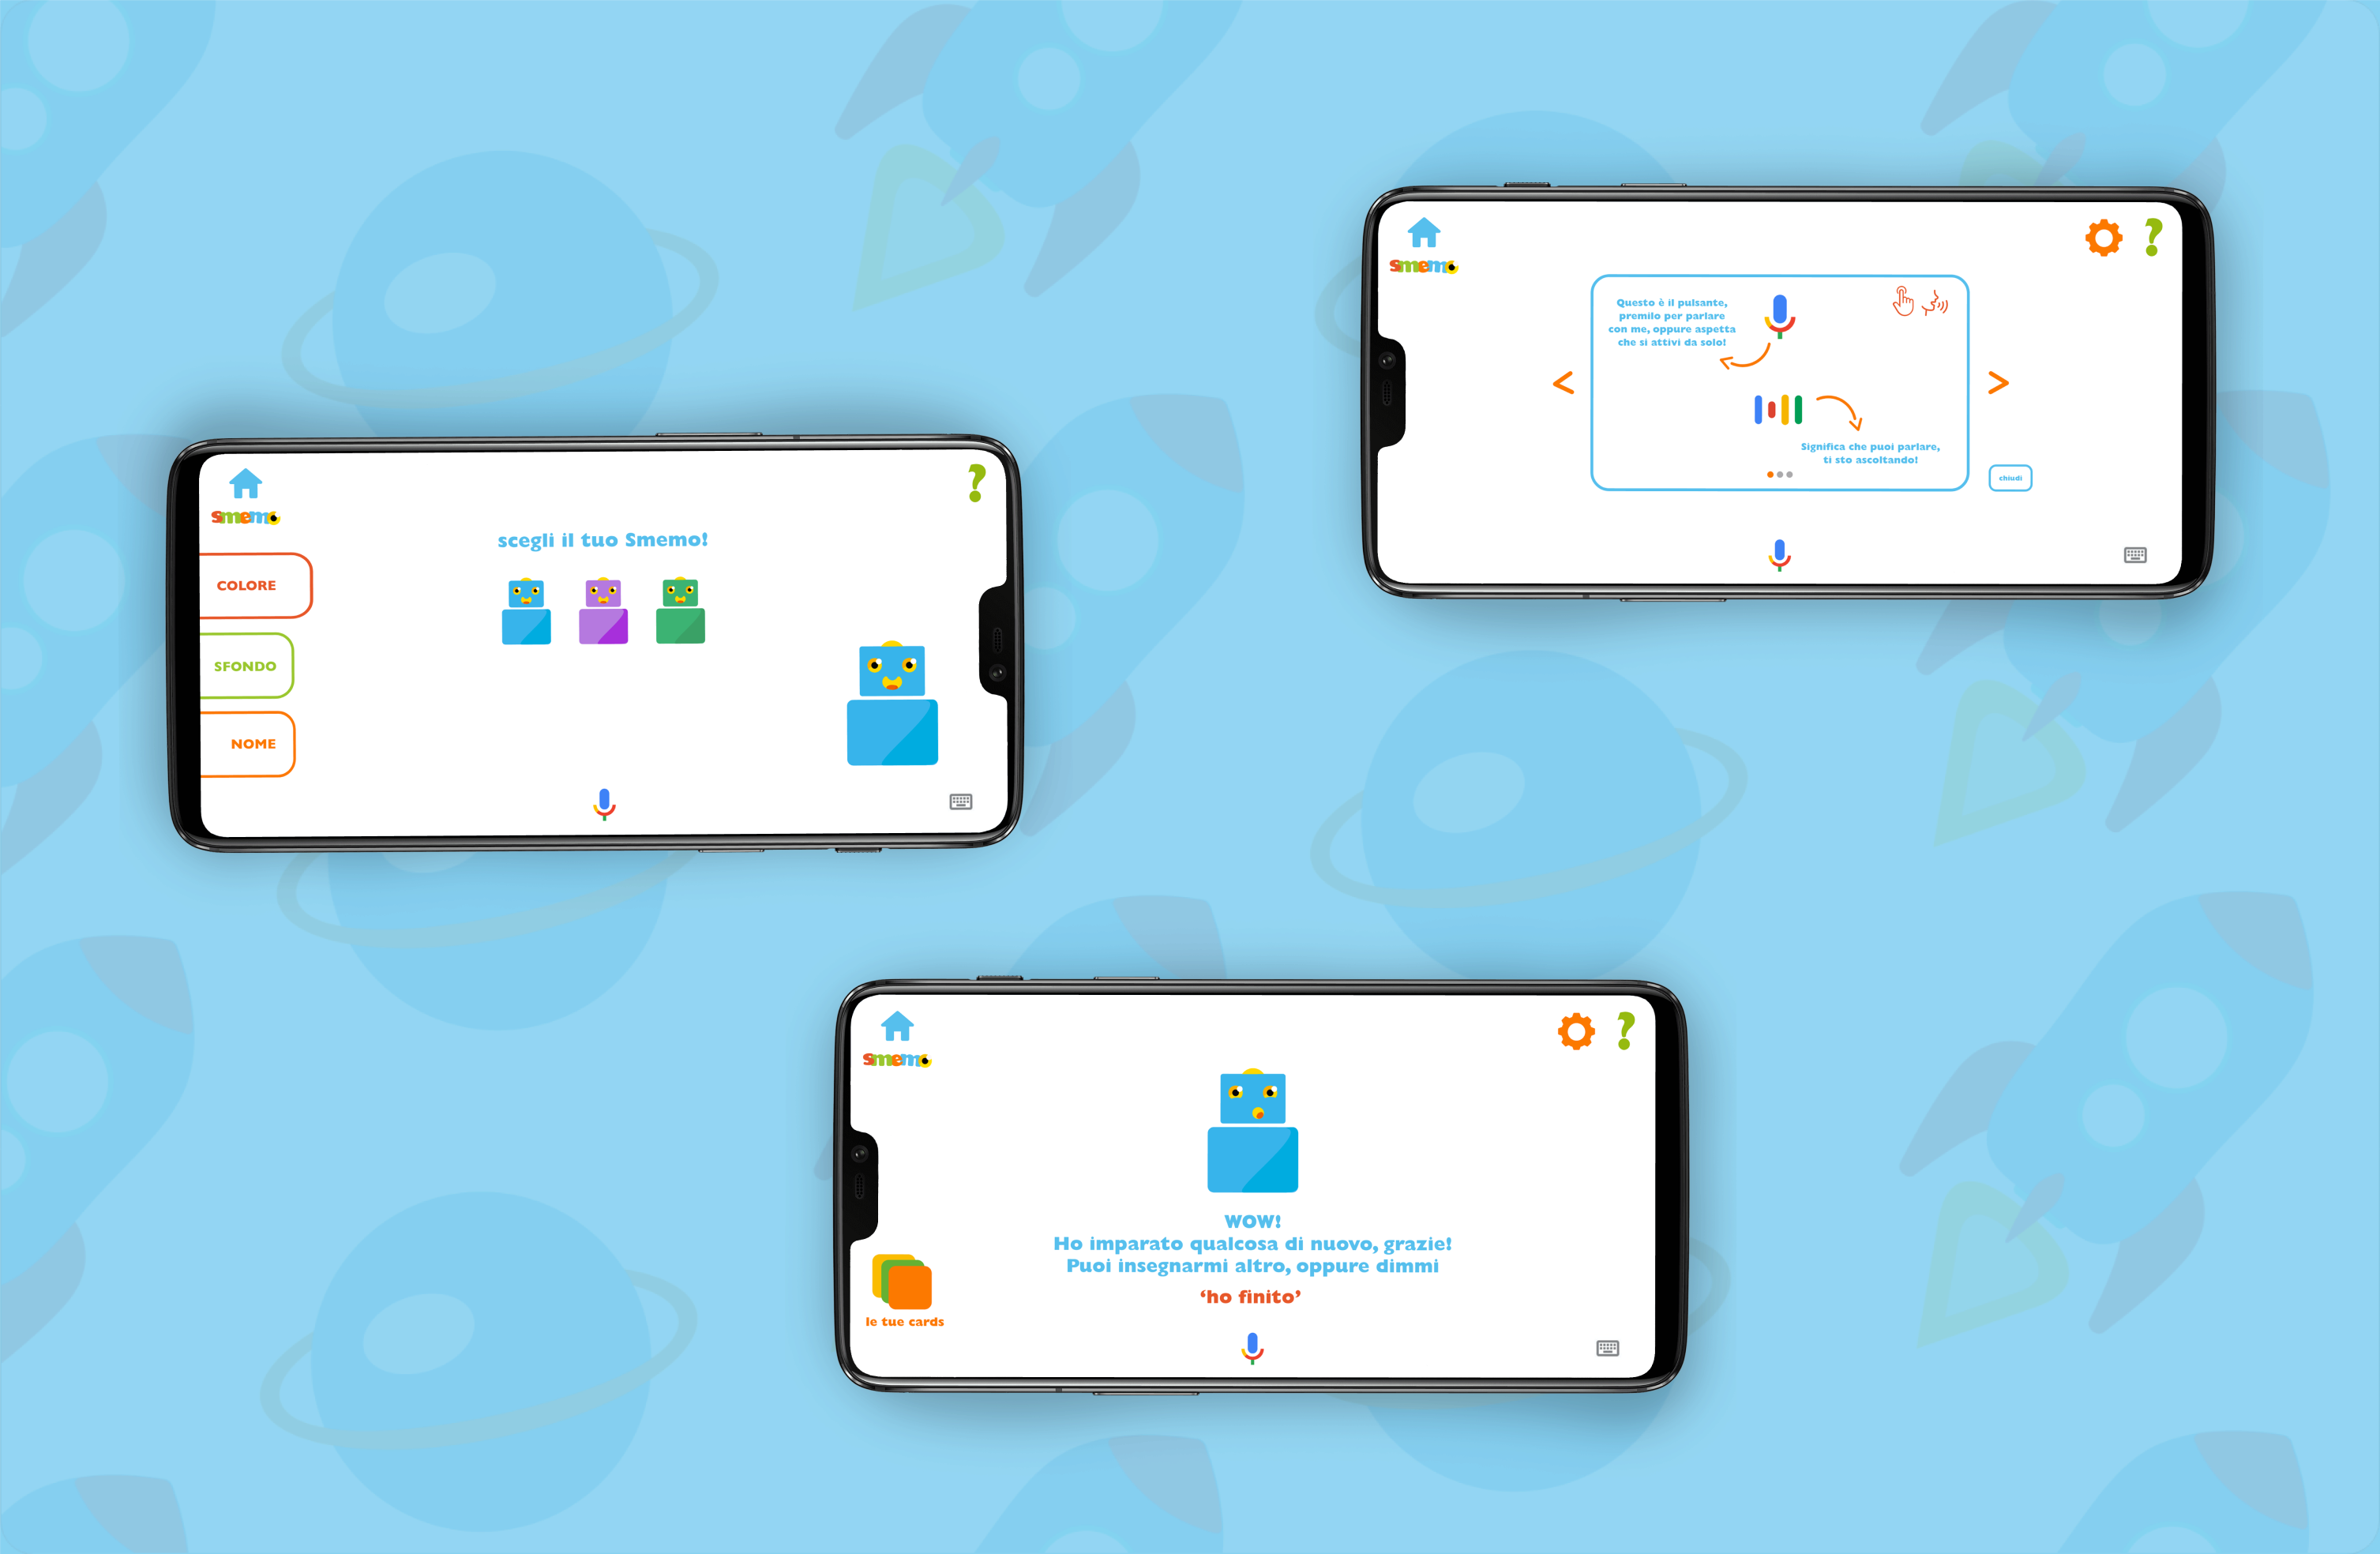 smemo
scegli il tuo Smemo!
COLORE
SFONDO
NOME
smemo
Questo è il pulsante,
premilo per parlare
con me, oppure aspetta
che si attivi da solo!
Significa che puoi parlare,
ti sto ascoltando!
chiudi
smemo
WOW!
Ho imparato qualcosa di nuovo, grazie!
Puoi insegnarmi altro, oppure dimmi
‘ho finito’
le tue cards